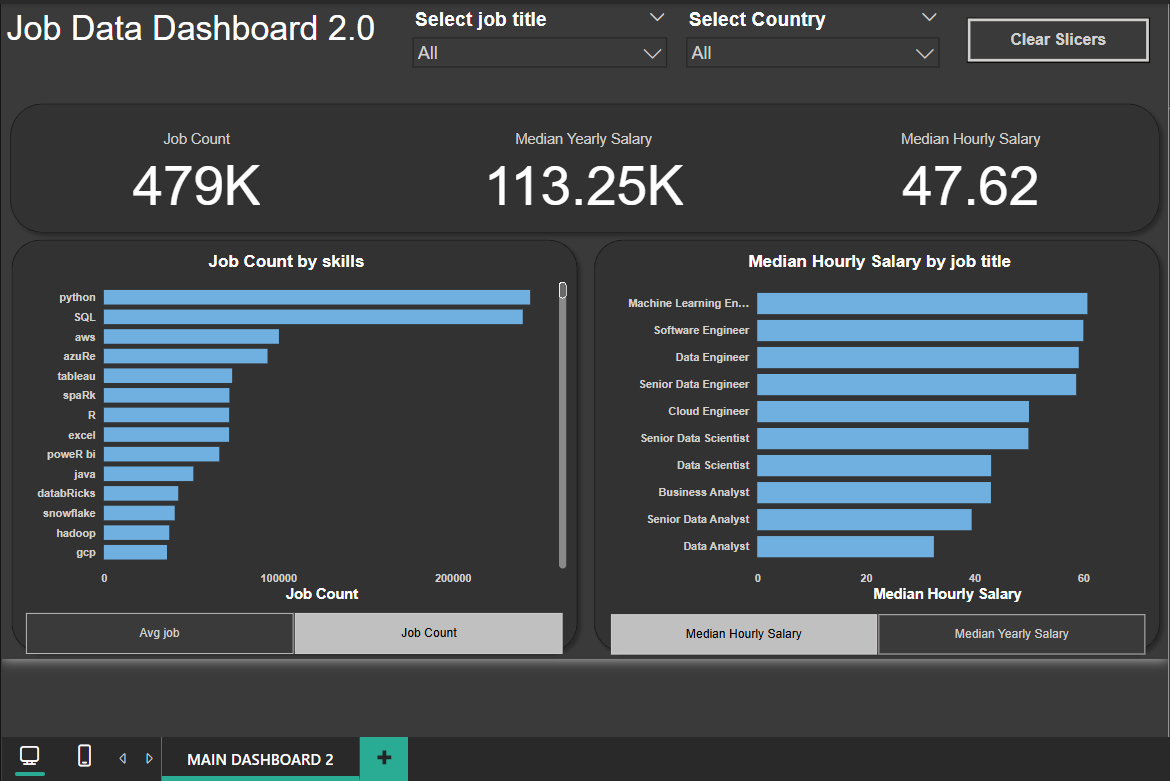 Job Data Dashboard 2.0
Select job title
Select Country
All
All
Clear Slicers
Job Count
Median Yearly Salary
Median Hourly Salary
479K
113.25K
47.62
Job Count by skills
python
SQL
aws
azuRe
tableau
spaRk
R
excel
poweR bi
java
databRicks
snowflake
hadoop
gcp
0
100000
200000
Job Count
Avg job
Job Count
Median Hourly Salary by job title
Machine Learning En...
Software Engineer
Data Engineer
Senior Data Engineer
Cloud Engineer
Senior Data Scientist
Data Scientist
Business Analyst
Senior Data Analyst
Data Analyst
0
20
40
60
Median Hourly Salary
Median Hourly Salary
Median Yearly Salary
MAIN DASHBOARD 2